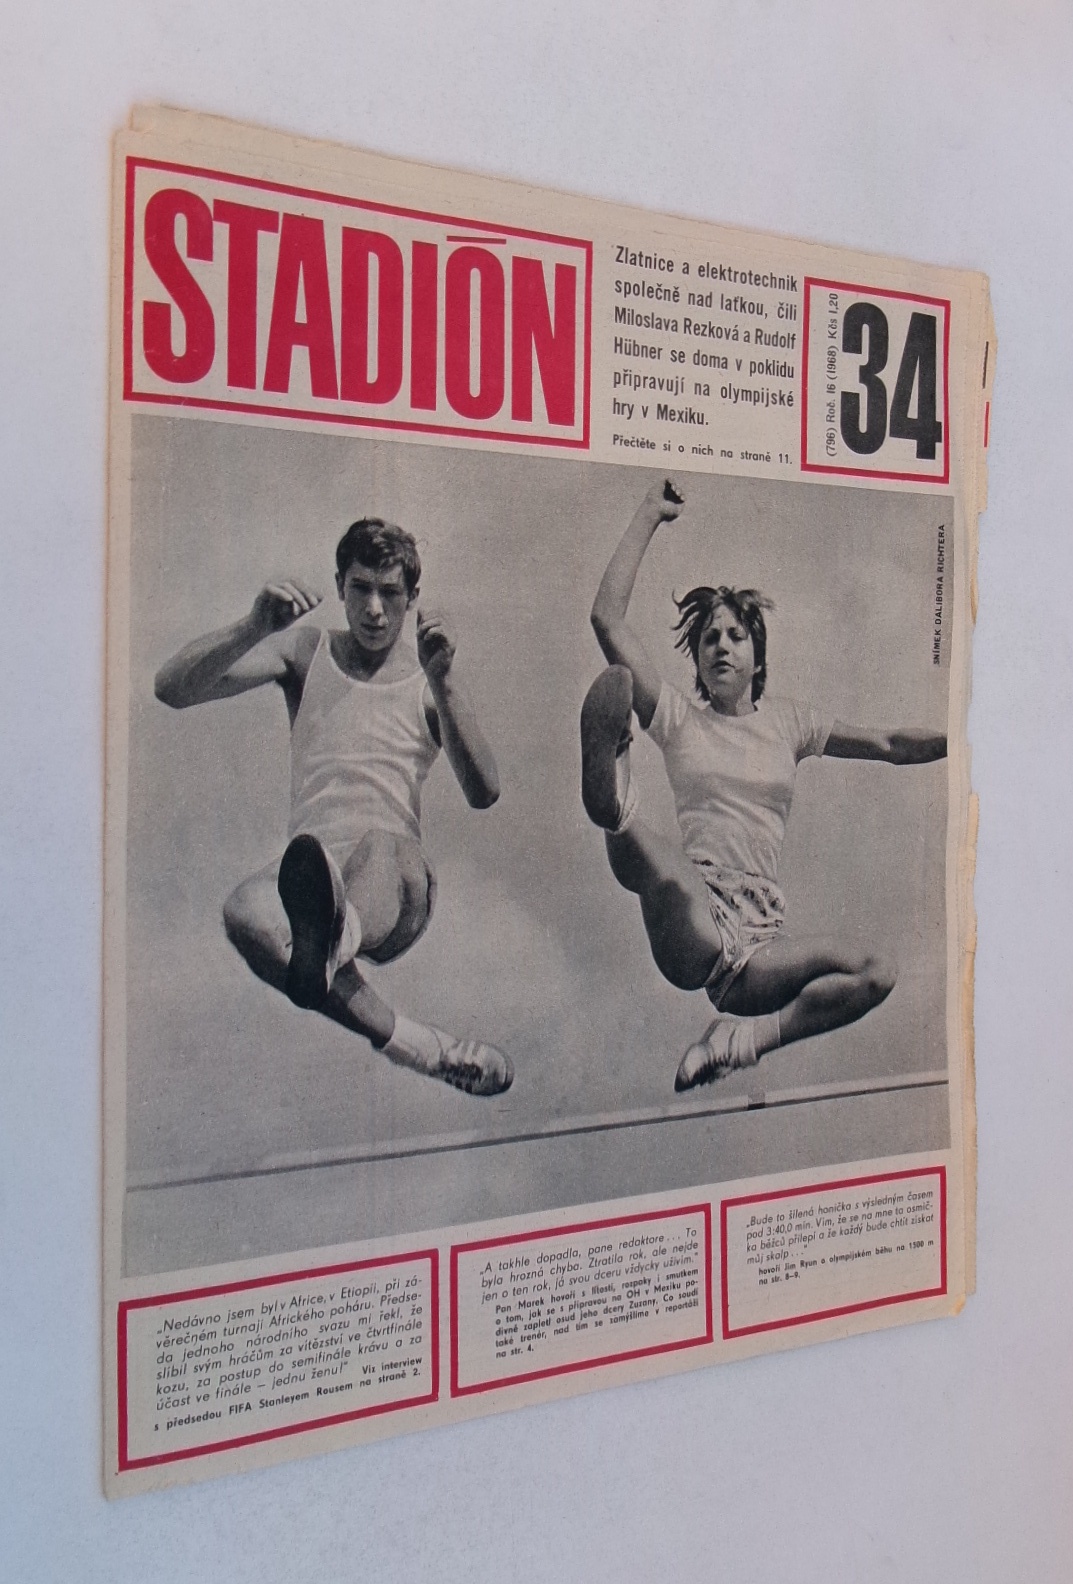 STADIÓN
Zlatnice a elektrotechnik
společně nad laťkou, čili
Miloslava Rezková a Rudolf
Hübner se doma v poklidu
připravují na olympijské
hry v Mexiku.
Přečtěte si o nich na straně 11.
(796) Roč. 16 (1968) Kčs 1,20
34
SNÍMEK DALIBORA RICHTERA
„Nedávno jsem byl v Africe, v Etiopii, při zá-
věrečném turnaji Afrického poháru. Předse-
da jednoho národního svazu mi řekl, že
slíbil svým hráčům za vítězství ve čtvrtfinále
kozu, za postup do semifinále krávu a za
účast ve finále – jednu ženu!“ Viz interview
s předsedou FIFA Stanleyem Rousem na straně 2.
„A takhle dopadla, pane redaktore... To
byla hrozná chyba. Ztratila rok, ale nejde
jen o ten rok, já svou dceru vždycky uživím.“
Pan Marek hovoří s lítostí, rozpaky i smutkem
o tom, jak se s přípravou na OH v Mexiku po-
divně zapletl osud jeho dcery Zuzany. Co soudí
také trenér, nad tím se zamýšlíme v reportáži
na str. 4.
„Bude to šílená honička s výsledným časem
pod 3:40,0 min. Vím, že se na mne ta osmič-
ka běžců přilepí a že každý bude chtít získat
můj skalp...“
hovoří Jim Ryun o olympijském běhu na 1500 m
na str. 8–9.